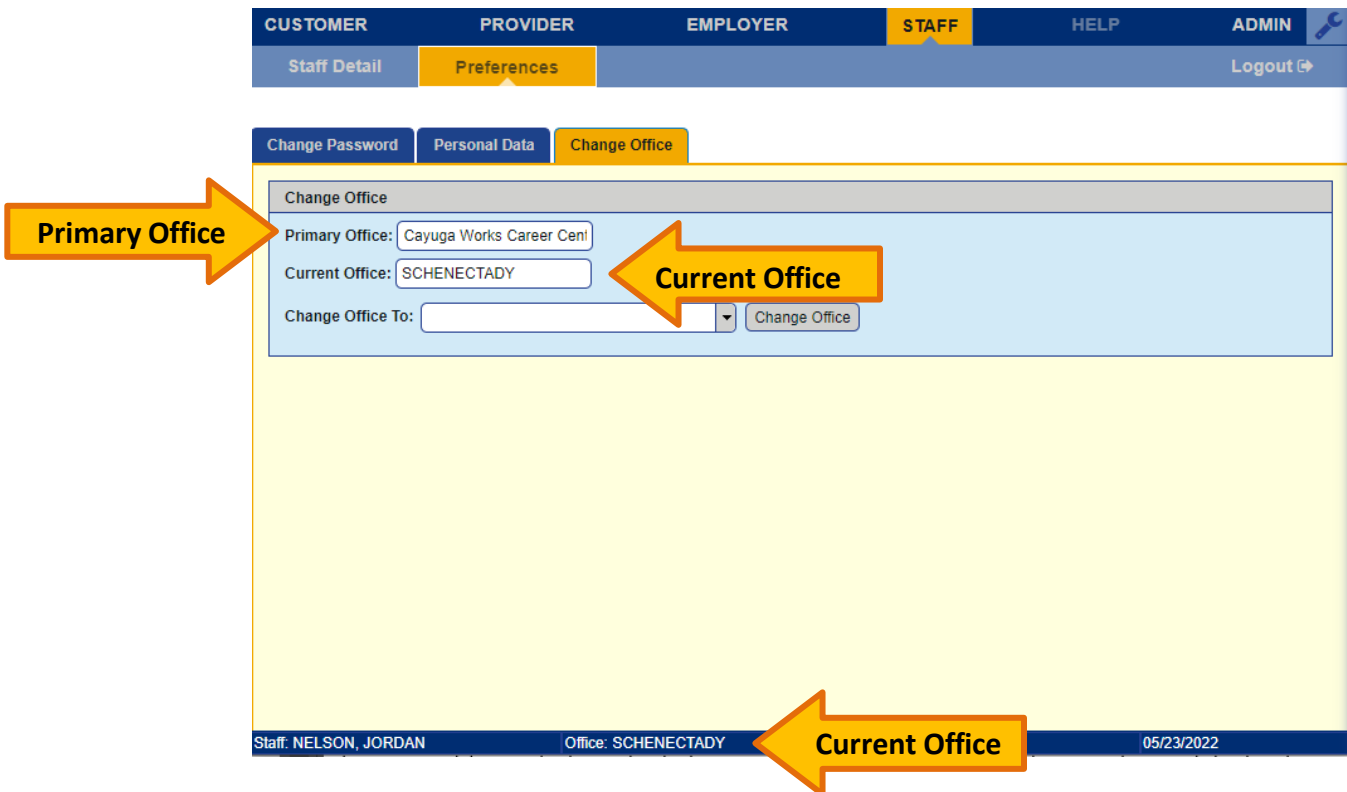 CUSTOMER PROVIDER EMPLOYER STAFF HELP ADMIN
Staff Detail Preferences Logout
Change Password Personal Data Change Office
Change Office
Primary Office
Primary Office: Cayuga Works Career
Current Office: SCHENECTADY
Current Office
Change Office To: Change Office
Staff: NELSON, JORDAN Office: SCHENECTADY Current Office 05/23/2022